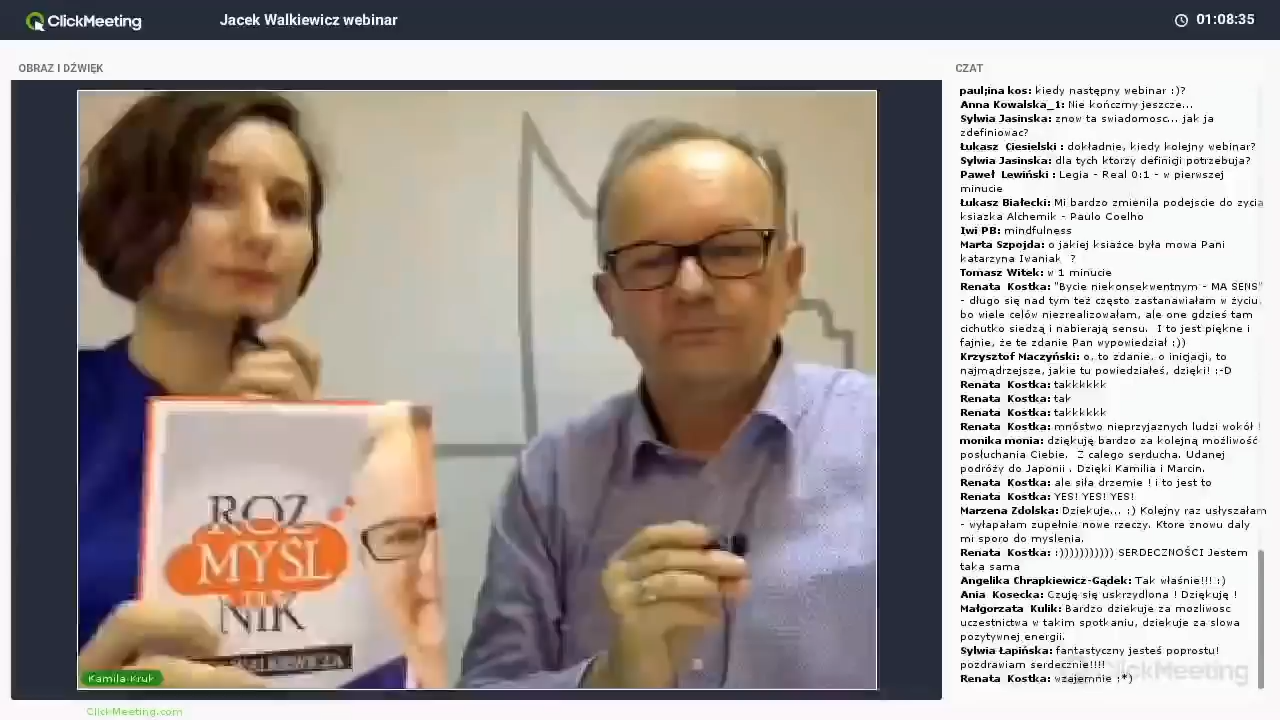 ClickMeeting
Jacek Walkiewicz webinar
01:08:35
OBRAZ I DŹWIĘK
CZAT
ROZ
MYŚL
NIK
Kamila Kruk
ClickMeeting.com
paul;ina kos: kiedy następny webinar :)?
Anna Kowalska_1: Nie kończmy jeszcze...
Sylwia Jasinska: znow ta swiadomosc... jak ja
zdefiniowac?
Łukasz Ciesielski : dokładnie, kiedy kolejny webinar?
Sylwia Jasinska: dla tych ktorzy definigji potrzebuja?
Paweł Lewiński : Legia - Real 0:1 - w pierwszej
minucie
Łukasz Białecki: Mi bardzo zmienila podejscie do zycia
ksiazka Alchemik - Paulo Coelho
Iwi PB: mindfulness
Marta Szpojda: o jakiej ksiażce była mowa Pani
katarzyna Iwaniak ?
Tomasz Witek: w 1 minucie
Renata Kostka: "Bycie niekonsekwentnym - MA SENS"
- długo się nad tym też często zastanawiałam w życiu,
bo wiele celów niezrealizowałam, ale one gdzieś tam
cichutko siedzą i nabierają sensu. I to jest piękne i
fajnie, że te zdanie Pan wypowiedział :))
Krzysztof Maczyński: o, to zdanie, o inicjacji, to
najmądrzejsze, jakie tu powiedziałeś, dzięki! :-D
Renata Kostka: takkkkkk
Renata Kostka: tak
Renata Kostka: takkkkkk
Renata Kostka: mnóstwo nieprzyjaznych ludzi wokół !
monika monia: dziękuję bardzo za kolejną możliwość
posłuchania Ciebie. Z calego serducha. Udanej
podróży do Japonii . Dzięki Kamilia i Marcin.
Renata Kostka: ale siła drzemie ! i to jest to
Renata Kostka: YES! YES! YES!
Marzena Zdolska: Dziekuje... :) Kolejny raz usłyszałam
- wyłapałam zupełnie nowe rzeczy. Ktore znowu daly
mi sporo do myslenia.
Renata Kostka: :))))))))))) SERDECZNOŚCI Jestem
taka sama
Angelika Chrapkiewicz-Gądek: Tak właśnie!!! :)
Ania Kosecka: Czuję się uskrzydlona ! Dziękuję !
Małgorzata Kulik: Bardzo dziekuje za mozliwosc
uczestnictwa w takim spotkaniu, dziekuje za slowa
pozytywnej energii.
Sylwia Łapińska: fantastyczny jesteś poprostu!
pozdrawiam serdecznie!!!!
Renata Kostka: wzajemnie :*)
ClickMeeting